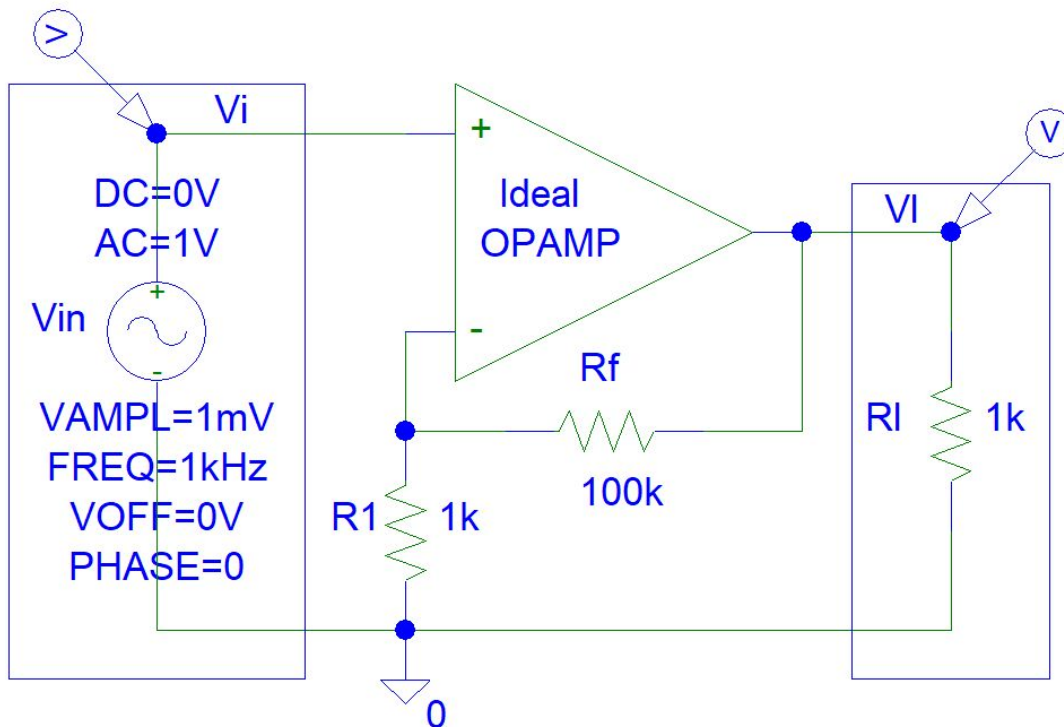 V
Vi
+
Ideal
OPAMP
-
DC=0V
AC=1V
+
Vin
-
VAMPL=1mV
FREQ=1kHz
VOFF=0V
PHASE=0
Rf
100k
R1 1k
0
V
Vl
Rl 1k